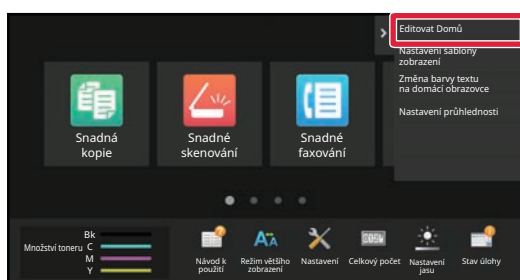 Editovat Domů
Nastavení šablony
zobrazení
Změna barvy textu
na domácí obrazovce
Nastavení průhlednosti
Snadná
kopie
Snadné
skenování
Snadné
faxování
Množství toneru
Bk
C
M
Y
Návod k
použití
Režim většího
zobrazení
Nastavení
Celkový počet
Nastavení
jasu
Stav úlohy